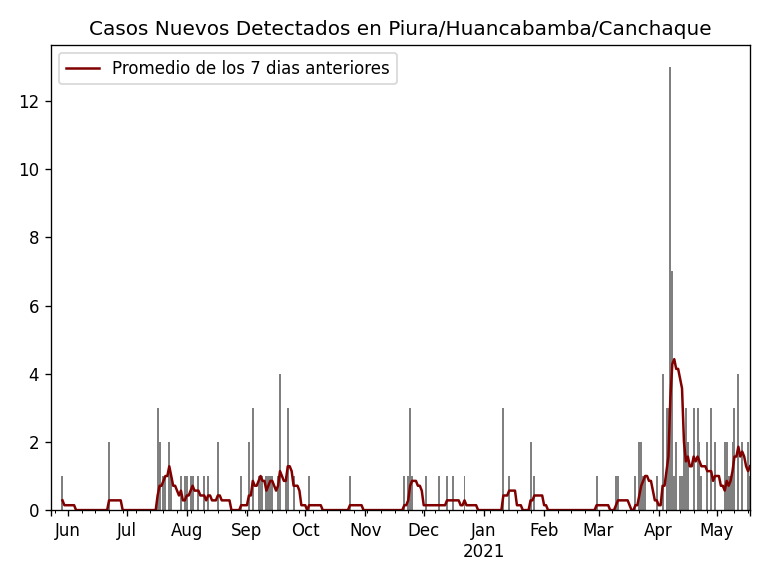 Casos Nuevos Detectados en Piura/Huancabamba/Canchaque
Promedio de los 7 dias anteriores
12
10
8
6
4
2
0
Jun Jul Aug Sep Oct Nov Dec Jan Feb Mar Apr May
2021